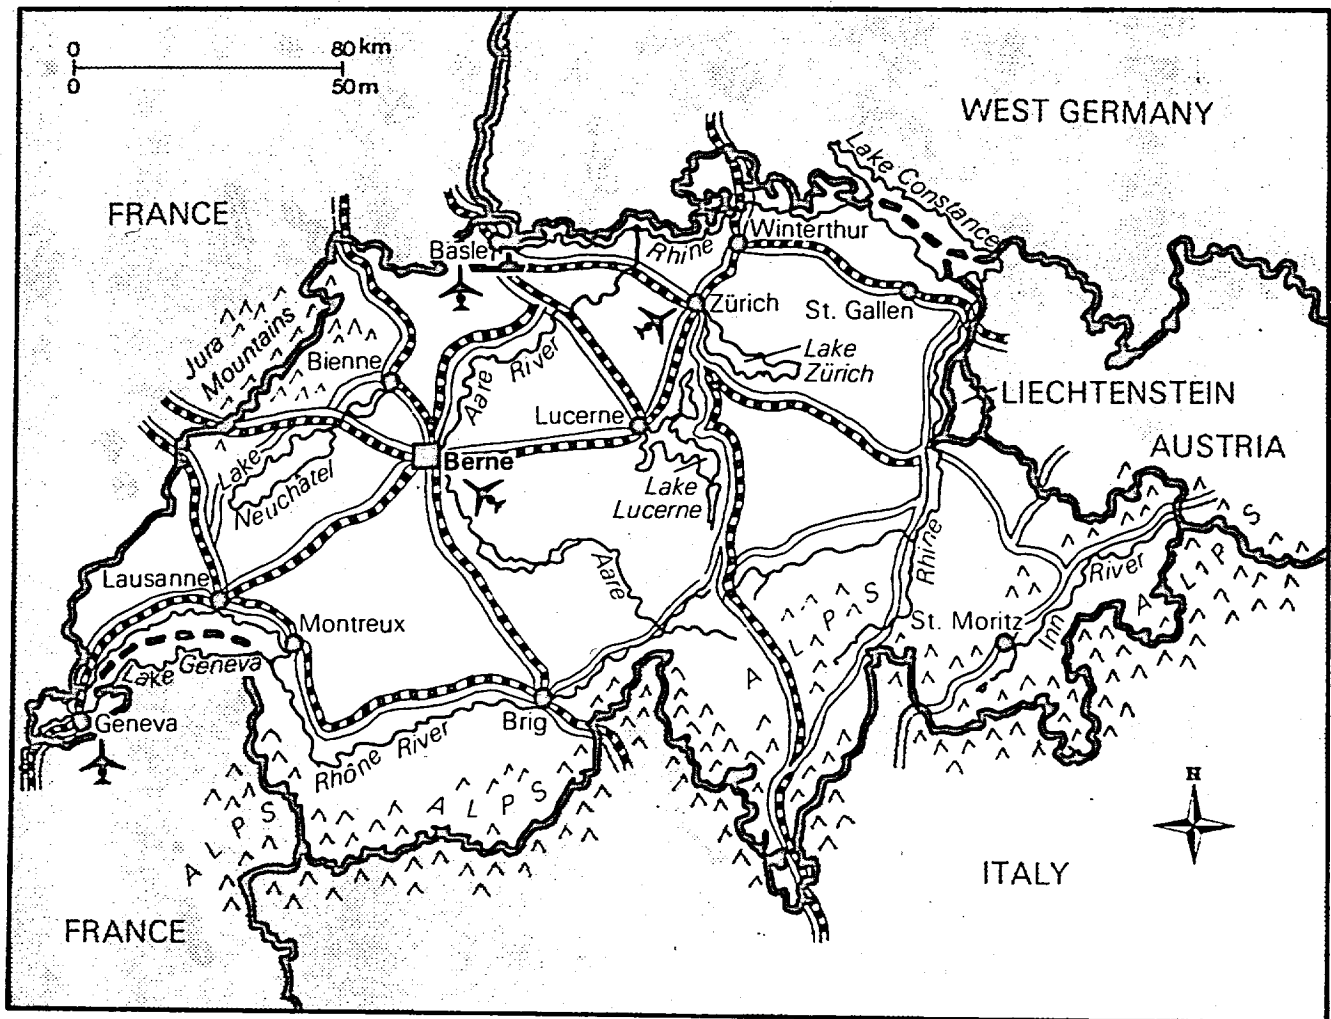 0 80 km
0 50 m
WEST GERMANY
Lake Constance
FRANCE
Basle
Rhine
Winterthur
Zürich
St. Gallen
Jura
Mountains
Bienne
Aare River
Lake
Zürich
LIECHTENSTEIN
Lucerne
AUSTRIA
Berne
Lake
Neuchâtel
Lake
Lucerne
Rhine
Aare
ALPS
River
Inn
Lausanne
Montreux
St. Moritz
ALPS
Lake Geneva
Geneva
Brig
Rhône River
ALPS
ALPS
N
ITALY
FRANCE